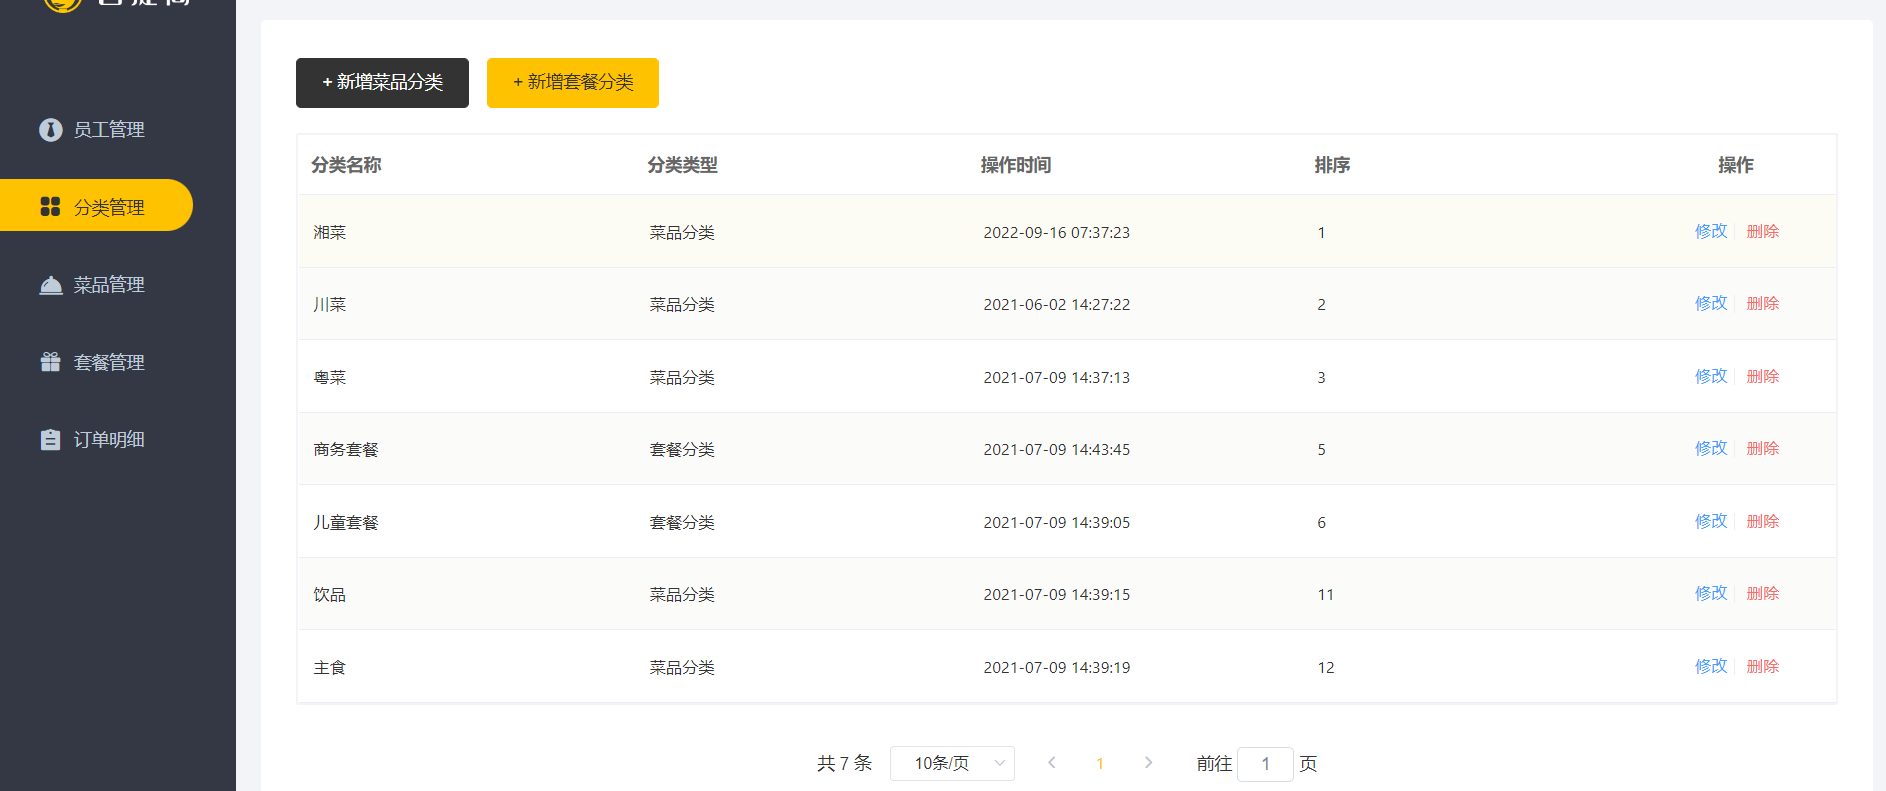 员工管理
分类管理
菜品管理
套餐管理
订单明细
+ 新增菜品分类 + 新增套餐分类
分类名称 分类类型 操作时间 排序 操作
湘菜 菜品分类 2022-09-16 07:37:23 1 修改 删除
川菜 菜品分类 2021-06-02 14:27:22 2 修改 删除
粤菜 菜品分类 2021-07-09 14:37:13 3 修改 删除
商务套餐 套餐分类 2021-07-09 14:43:45 5 修改 删除
儿童套餐 套餐分类 2021-07-09 14:39:05 6 修改 删除
饮品 菜品分类 2021-07-09 14:39:15 11 修改 删除
主食 菜品分类 2021-07-09 14:39:19 12 修改 删除
共 7 条 10条/页 1 前往 1 页